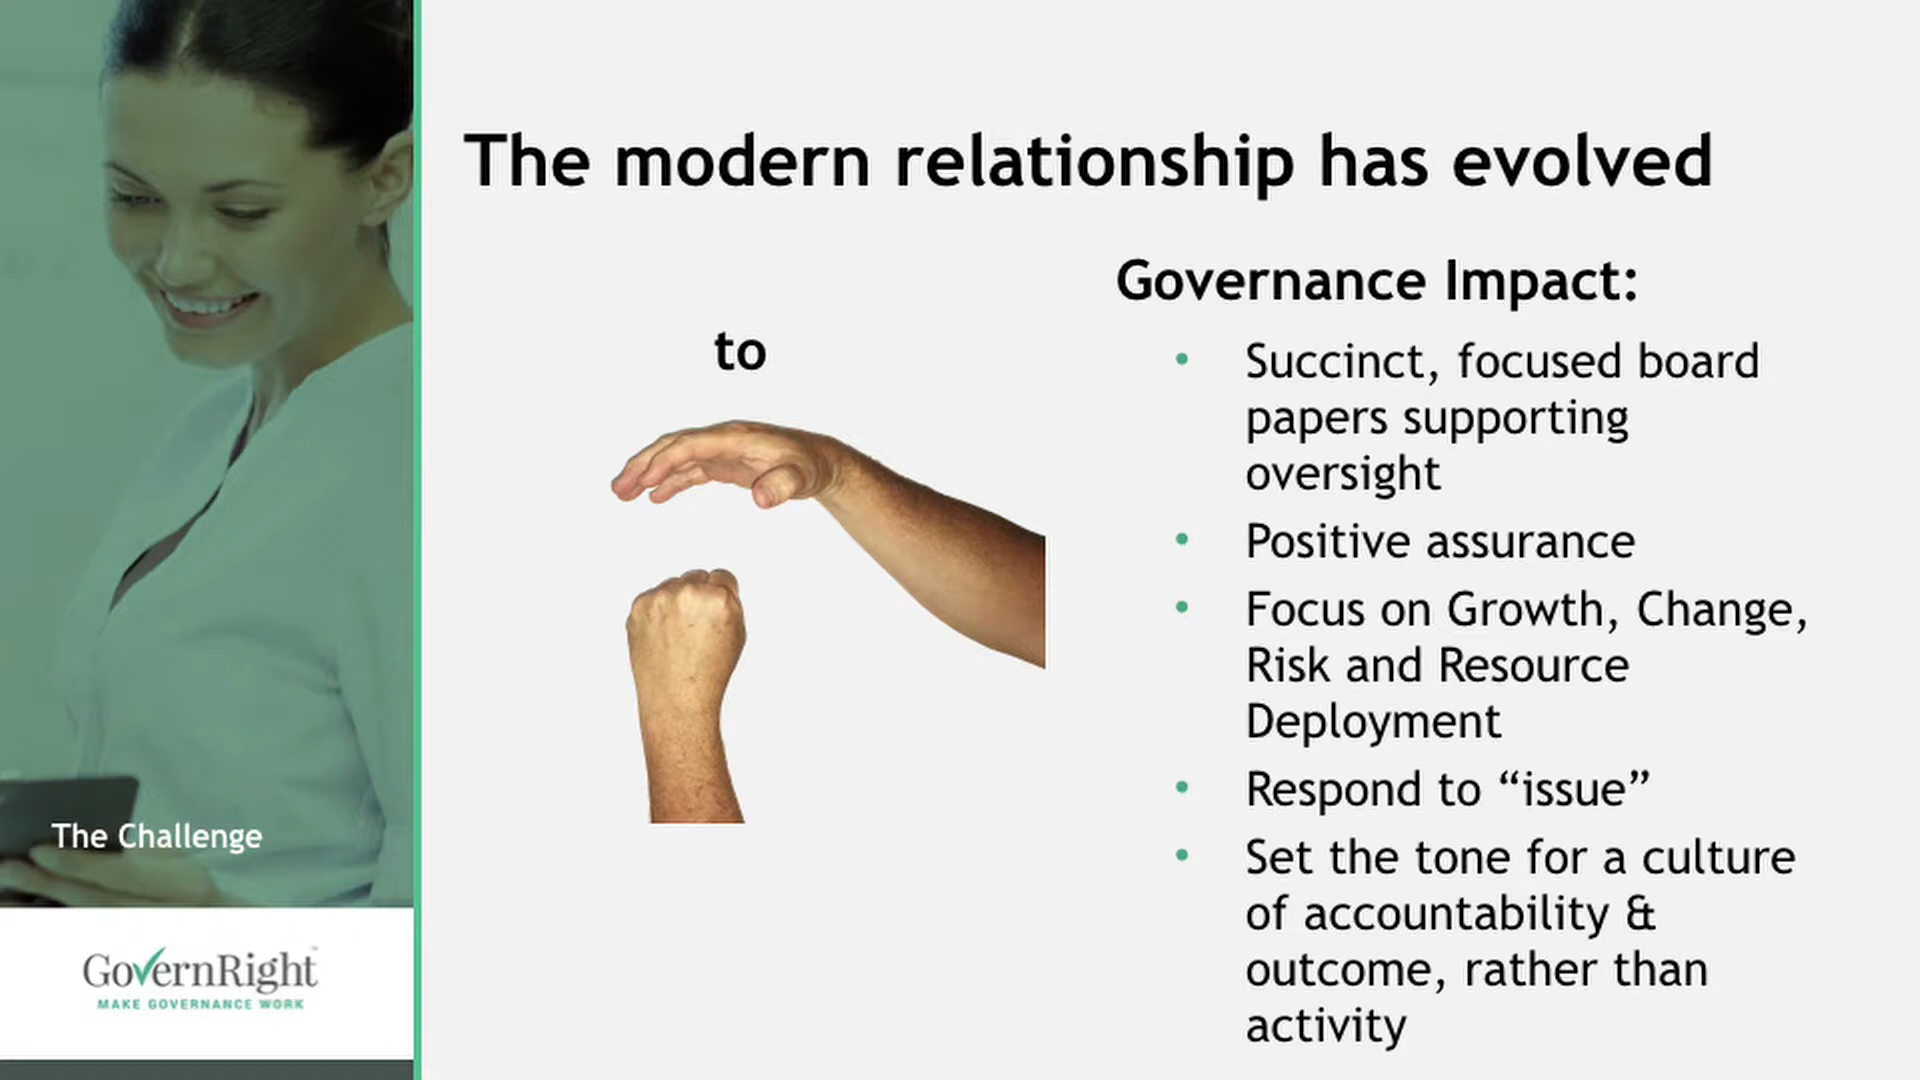 The modern relationship has evolved
to
Governance Impact:
• Succinct, focused board
papers supporting
oversight
• Positive assurance
• Focus on Growth, Change,
Risk and Resource
Deployment
• Respond to “issue”
• Set the tone for a culture
of accountability &
outcome, rather than
activity
The Challenge
GovernRight™
MAKE GOVERNANCE WORK